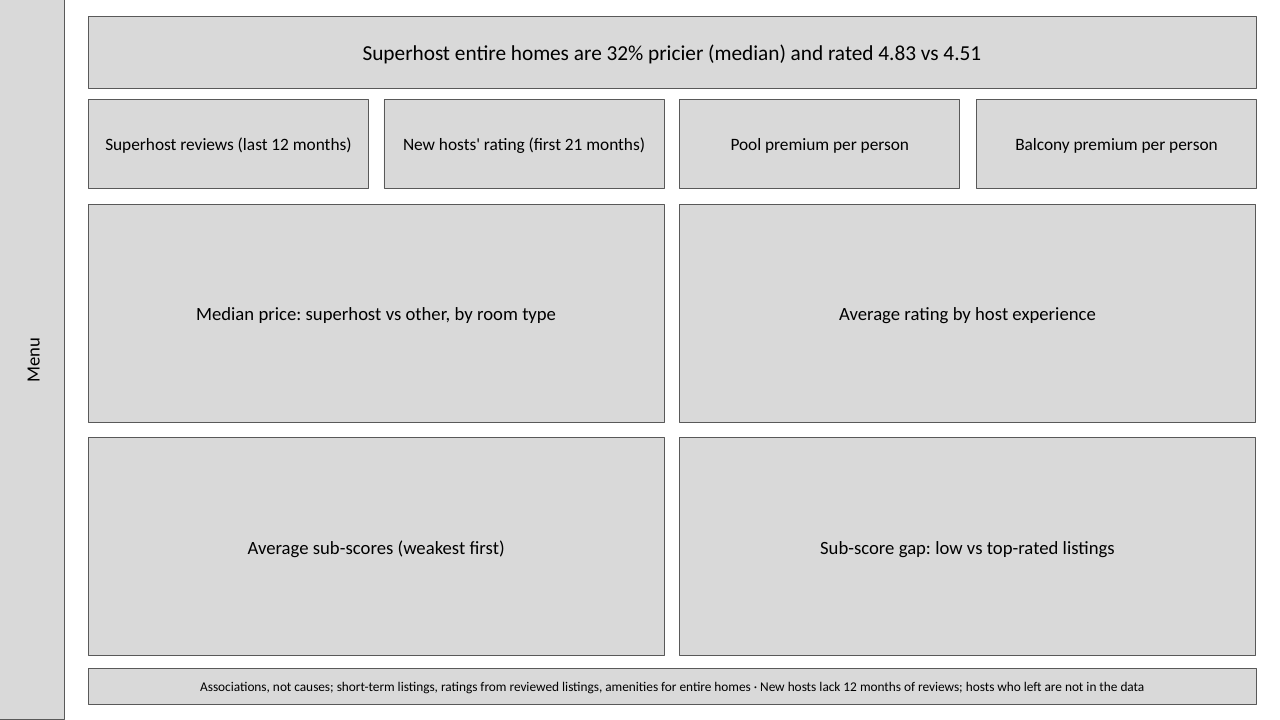 Superhost entire homes are 32% pricier (median) and rated 4.83 vs 4.51
Superhost reviews (last 12 months)
New hosts' rating (first 21 months)
Pool premium per person
Balcony premium per person
Median price: superhost vs other, by room type
Average rating by host experience
Menu
Average sub-scores (weakest first)
Sub-score gap: low vs top-rated listings
Associations, not causes; short-term listings, ratings from reviewed listings, amenities for entire homes · New hosts lack 12 months of reviews; hosts who left are not in the data